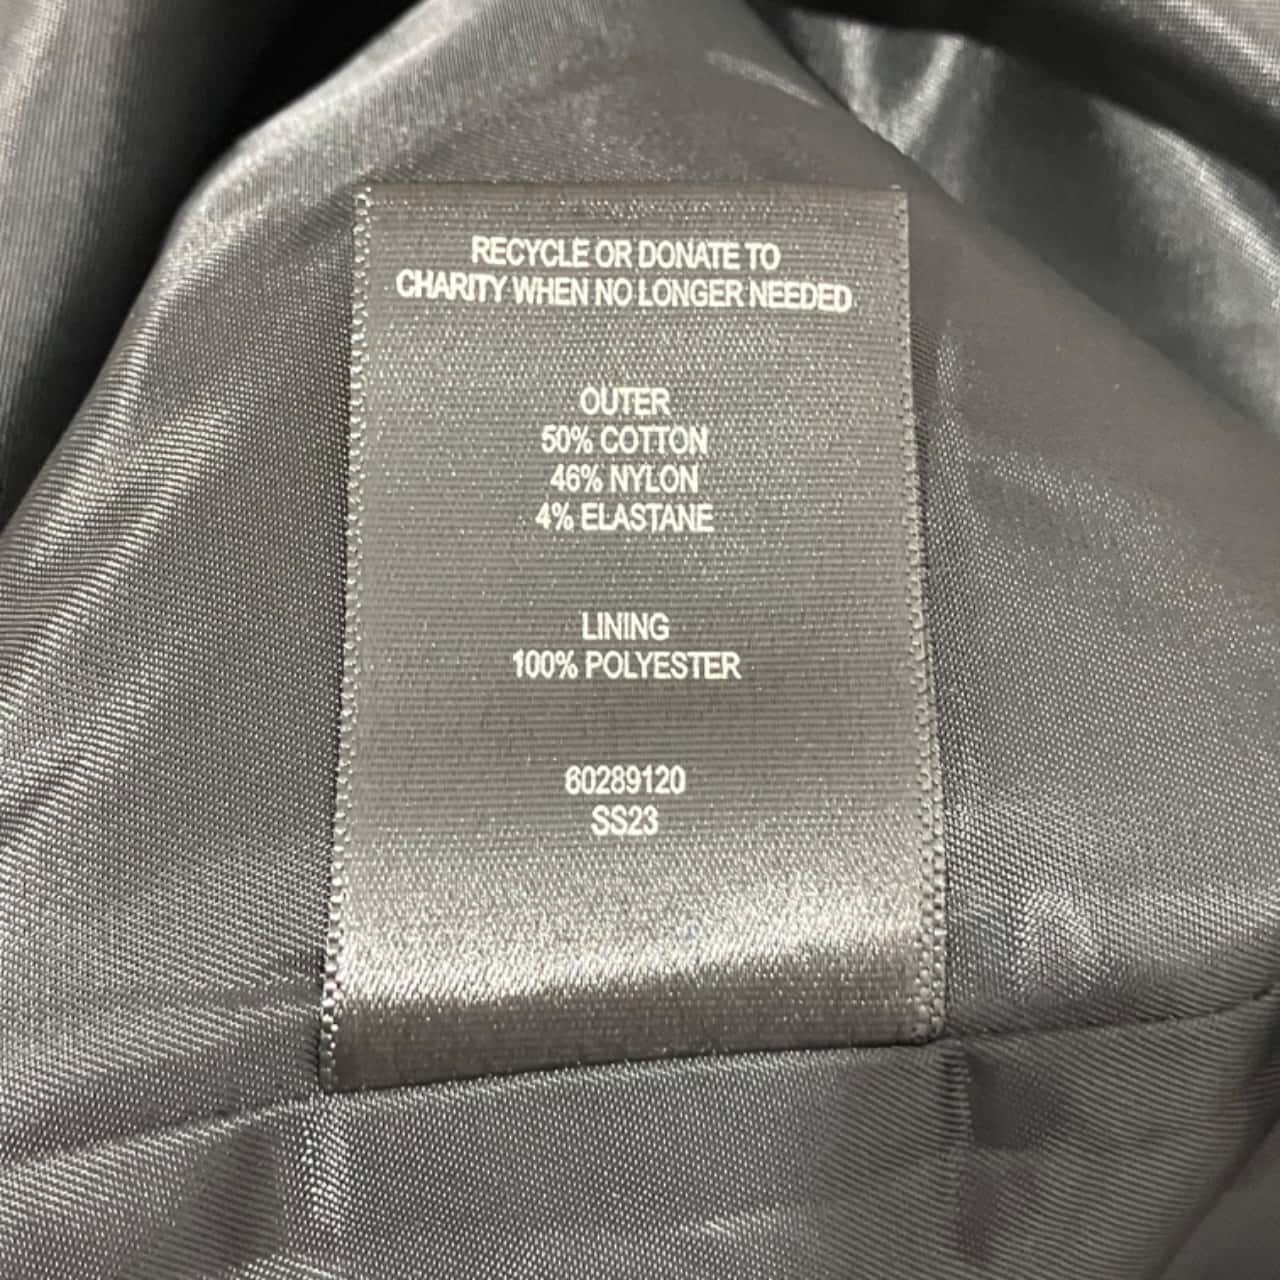 RECYCLE OR DONATE TO
CHARITY WHEN NO LONGER NEEDED
OUTER
50% COTTON
46% NYLON
4% ELASTANE
LINING
100% POLYESTER
60289120
SS23